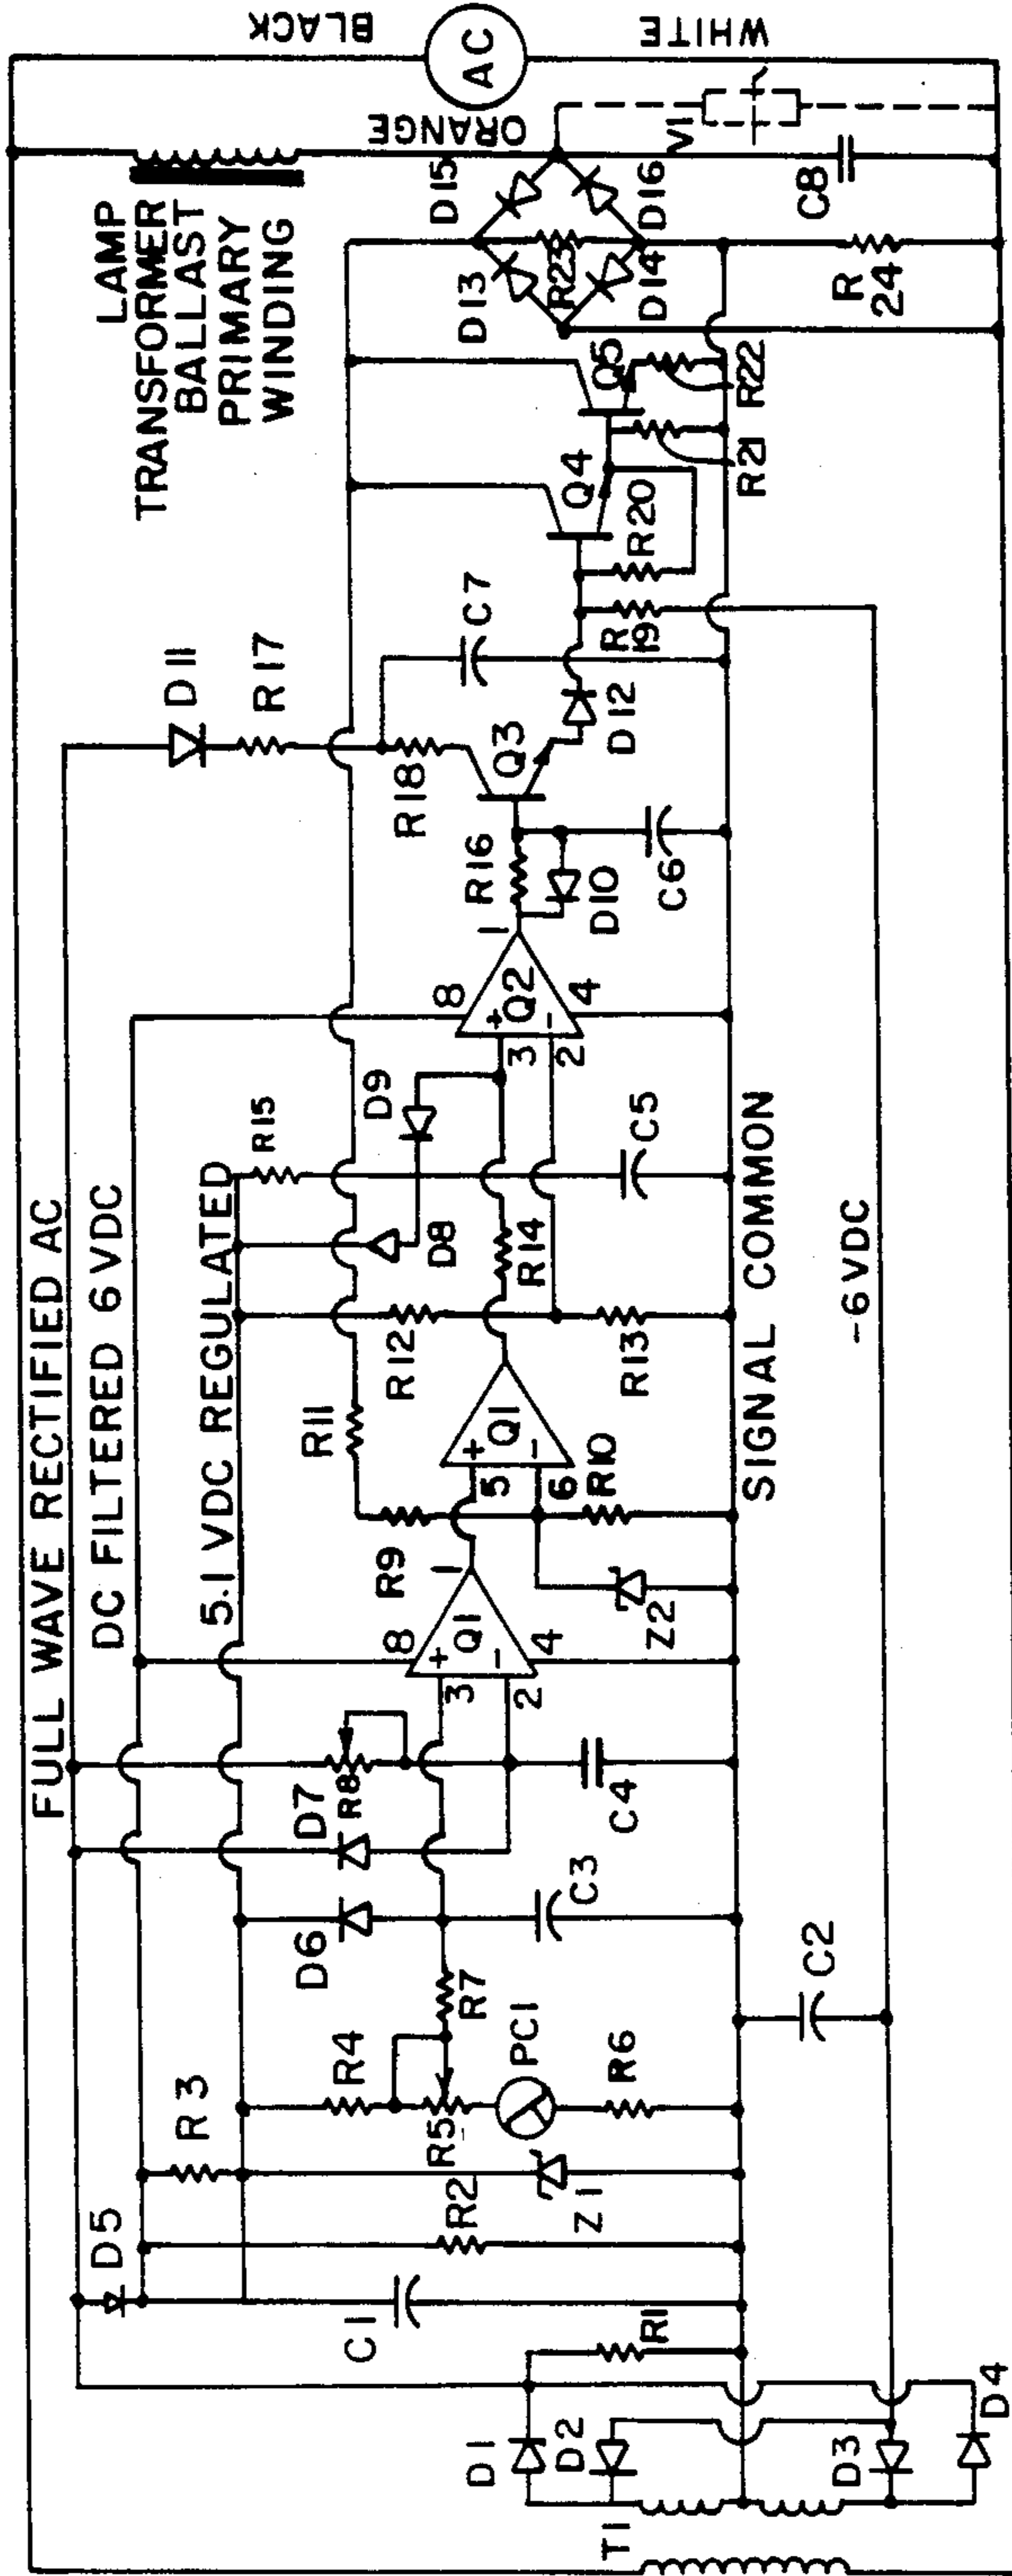 FULL WAVE RECTIFIED AC
DC FILTERED 6 VDC
5.1 VDC REGULATED
LAMP
TRANSFORMER
BALLAST
PRIMARY
WINDING
BLACK
AC
WHITE
ORANGE
V1
C8
D15
D16
D13
D14
R23
R
24
Q5
R22
R21
Q4
R20
R
19
D11
R17
C7
R18
Q3
D12
R16
D10
C6
8
1
+
Q2
-
3
2
4
D9
R15
D8
C5
R14
R12
R13
R11
Q1
+
-
5
6
R10
R9
Z2
8
1
+
Q1
-
3
2
4
D7
R8
C4
D6
C3
R7
R4
R5
PC1
R6
R3
R2
Z1
D5
C1
R1
C2
SIGNAL COMMON
-6 VDC
D1
D2
D3
D4
T1